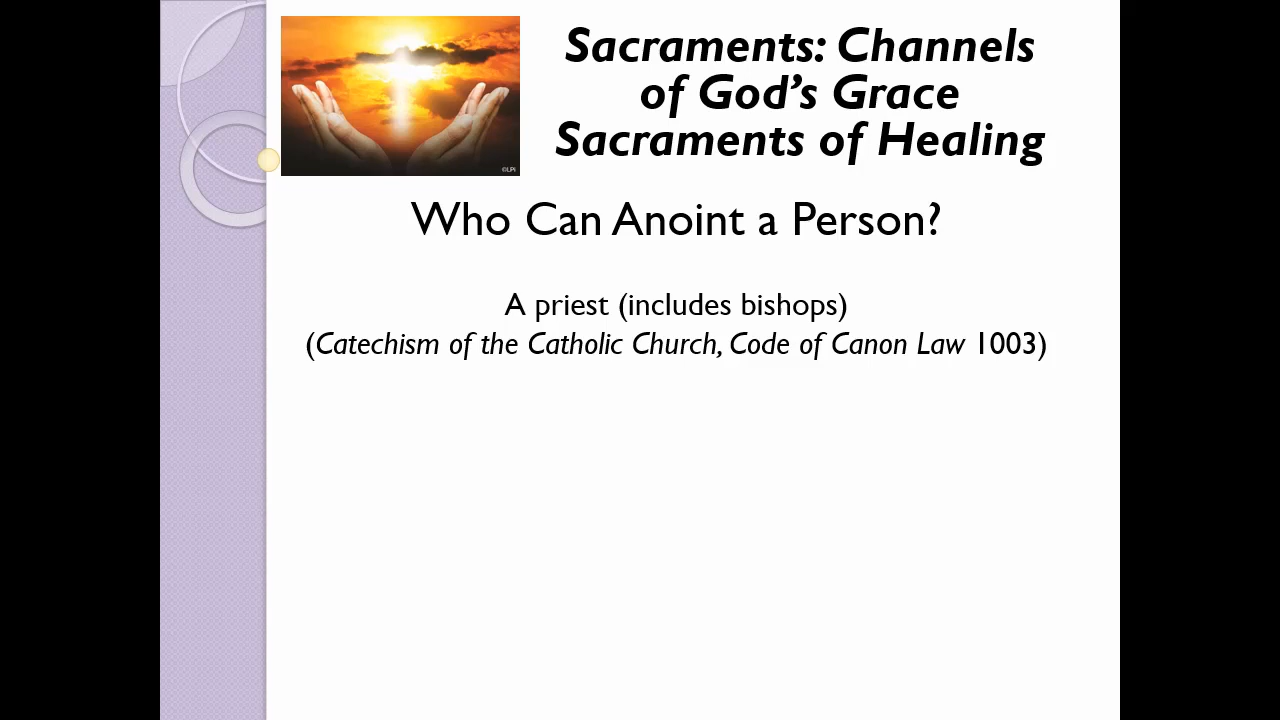 Sacraments: Channels
of God’s Grace
Sacraments of Healing
©LPi
Who Can Anoint a Person?
A priest (includes bishops)
(Catechism of the Catholic Church, Code of Canon Law 1003)